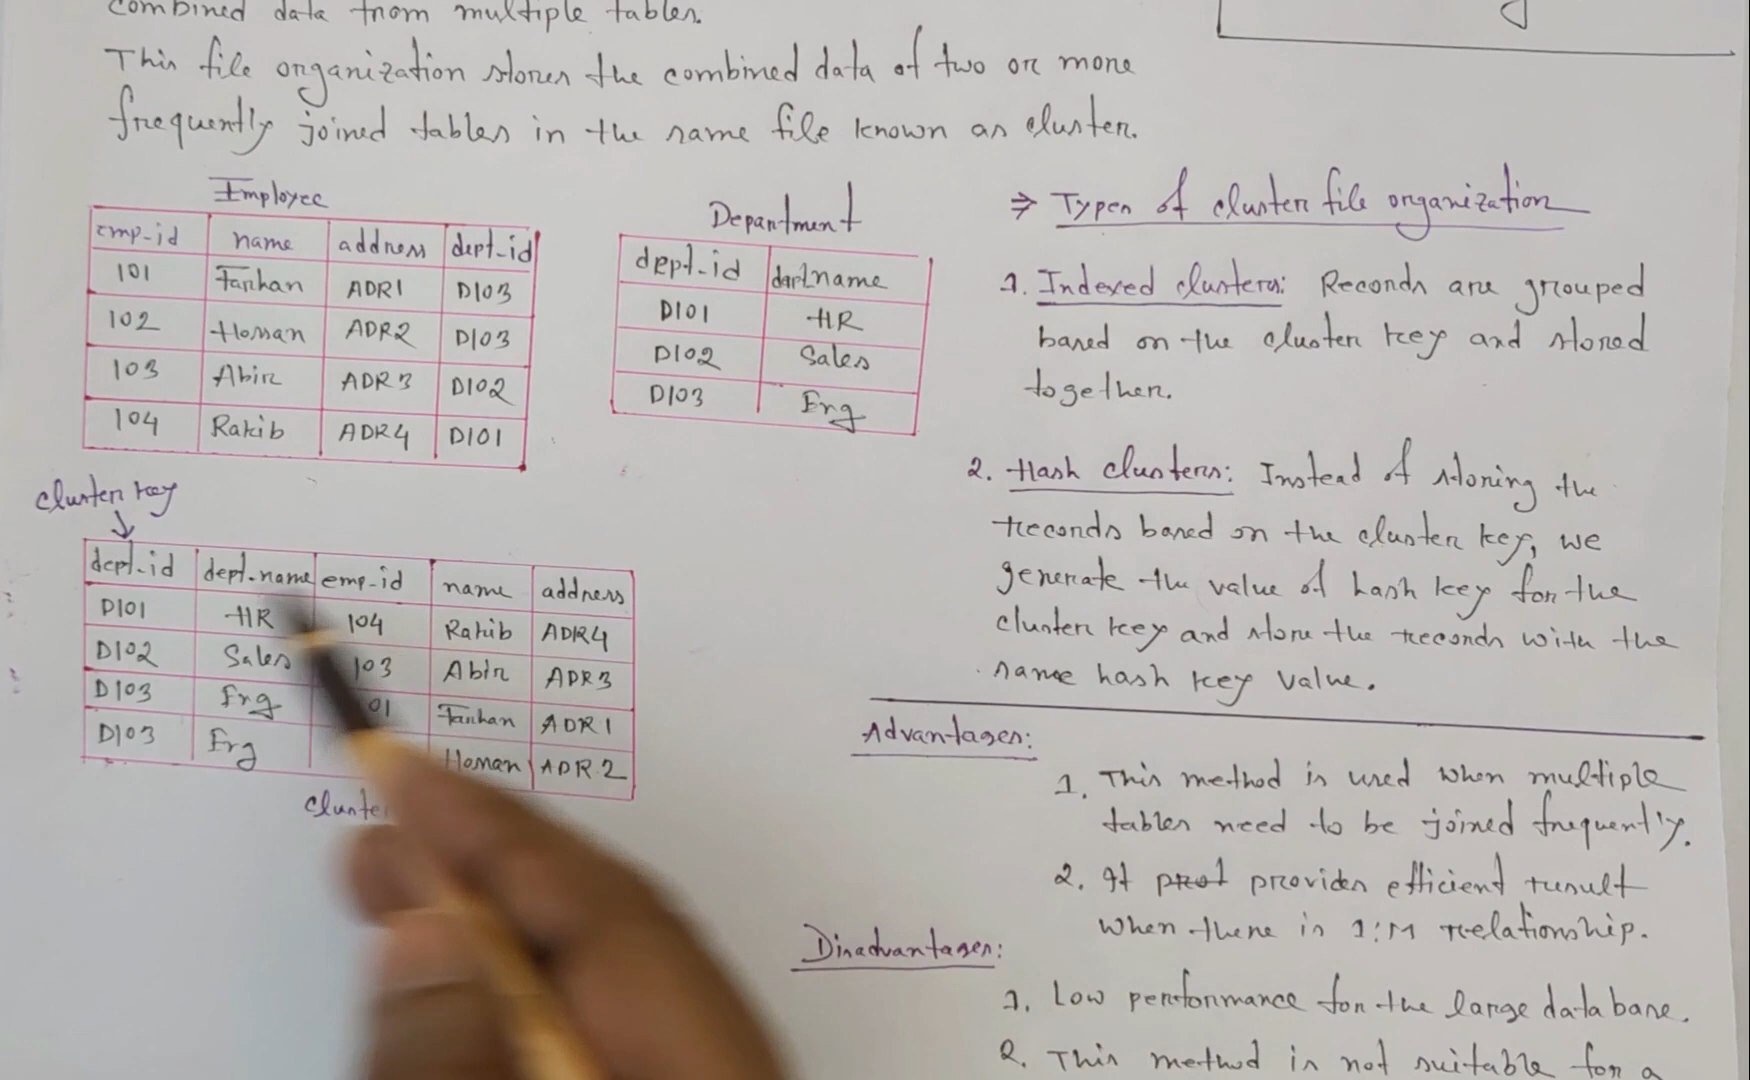 combined data from multiple tables.
This file organization stores the combined data of two or more
frequently joined tables in the same file known as cluster.
Employee
emp-id name address dept-id
101 Farhan ADR1 D103
102 Hossan ADR2 D103
103 Abir ADR3 D102
104 Rakib ADR4 D101
Department
dept-id deptname
D101 HR
D102 Sales
D103 Eng
cluster key
dept-id dept-name emp-id name address
D101 HR 104 Rakib ADR4
D102 Sales 103 Abir ADR3
D103 Eng 01 Farhan ADR1
D103 Eng Hossan ADR2
cluste
⇒ Types of cluster file organization
1. Indexed clusters: Records are grouped
based on the cluster key and stored
together.
2. Hash clusters: Instead of storing the
records based on the cluster key, we
generate the value of hash key for the
cluster key and store the records with the
same hash key value.
Advantages:
1. This method is used when multiple
tables need to be joined frequently.
2. It provides efficient result
when there is 1:M relationship.
Disadvantages:
1. Low performance for the large database.
2. This method is not suitable for a